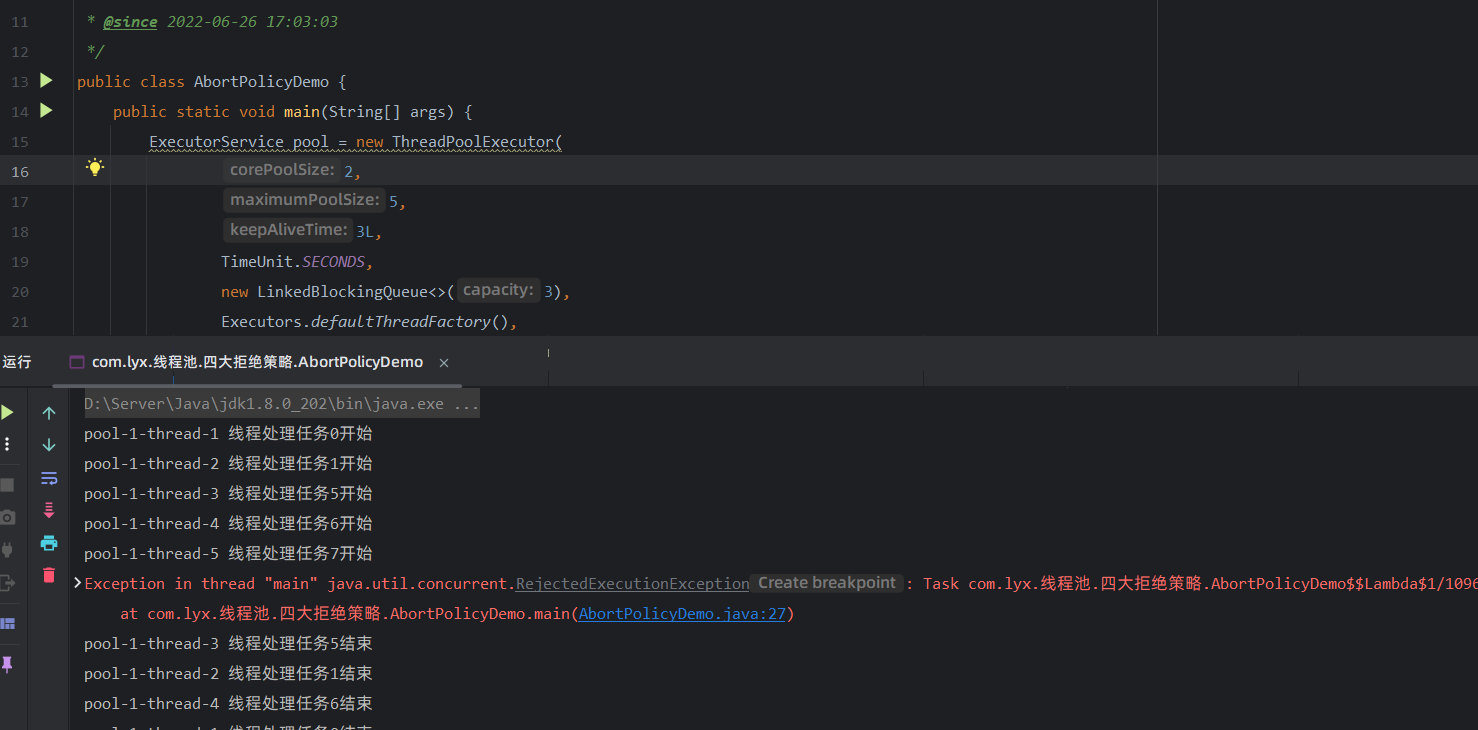 11 * @since 2022-06-26 17:03:03
12 */
13 public class AbortPolicyDemo {
14 public static void main(String[] args) {
15 ExecutorService pool = new ThreadPoolExecutor(
16 corePoolSize: 2,
17 maximumPoolSize: 5,
18 keepAliveTime: 3L,
19 TimeUnit.SECONDS,
20 new LinkedBlockingQueue<>( capacity: 3),
21 Executors.defaultThreadFactory(),
运行 com.lyx.线程池.四大拒绝策略.AbortPolicyDemo ×
D:\Server\Java\jdk1.8.0_202\bin\java.exe ...
pool-1-thread-1 线程处理任务0开始
pool-1-thread-2 线程处理任务1开始
pool-1-thread-3 线程处理任务5开始
pool-1-thread-4 线程处理任务6开始
pool-1-thread-5 线程处理任务7开始
Exception in thread "main" java.util.concurrent.RejectedExecutionException Create breakpoint : Task com.lyx.线程池.四大拒绝策略.AbortPolicyDemo$$Lambda$1/1096
at com.lyx.线程池.四大拒绝策略.AbortPolicyDemo.main(AbortPolicyDemo.java:27)
pool-1-thread-3 线程处理任务5结束
pool-1-thread-2 线程处理任务1结束
pool-1-thread-4 线程处理任务6结束